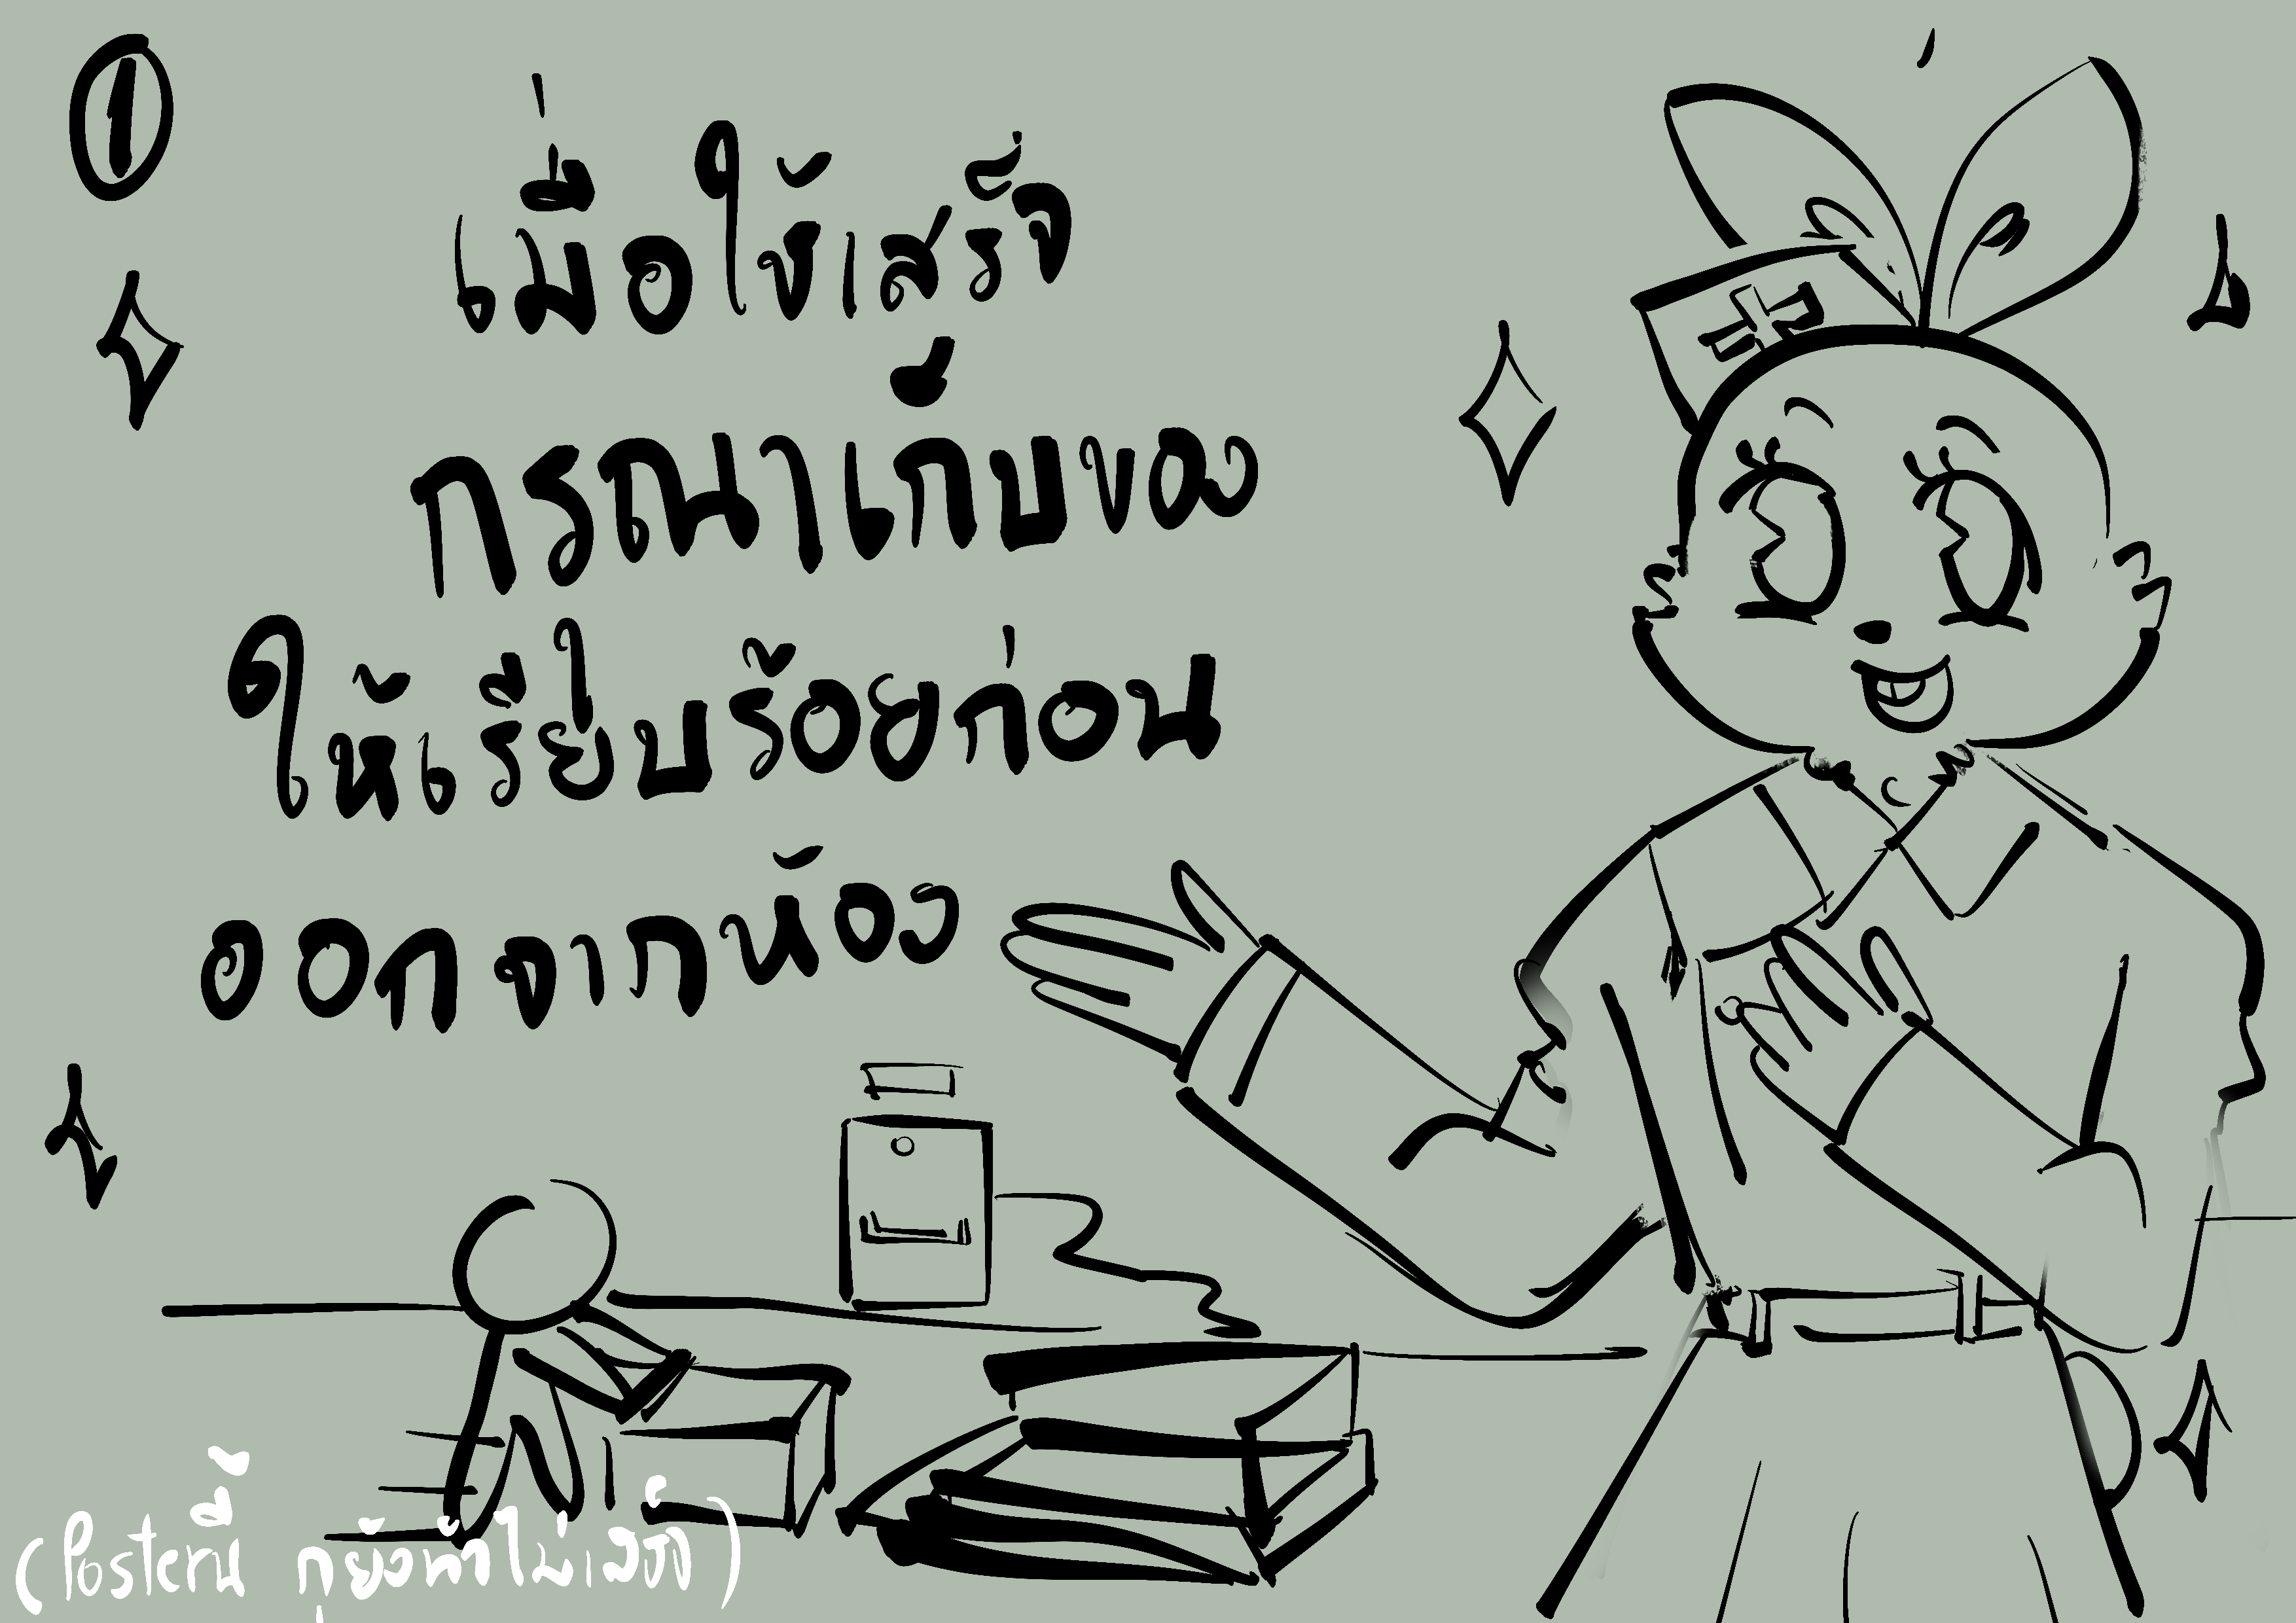 1
เมื่อใช้เสร็จ
กรุณาเก็บของ
ให้เรียบร้อยก่อน
ออกจากห้อง
(Posterนี้ กูยังทำไม่เสร็จ)